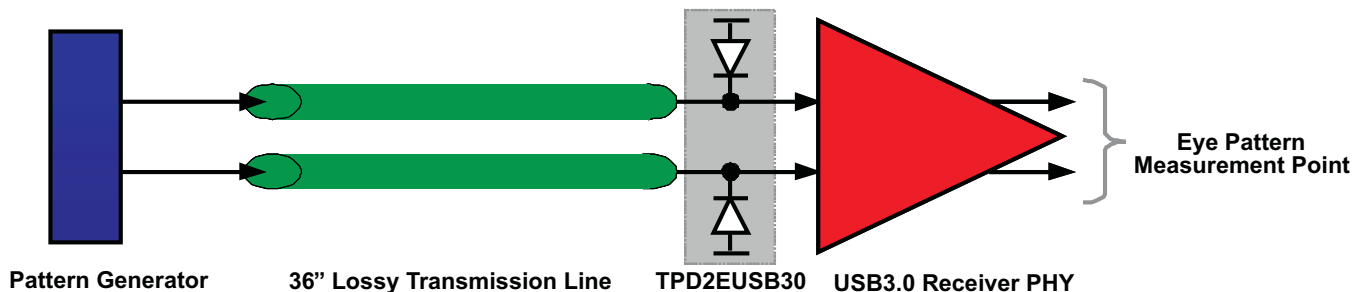 Eye Pattern
Measurement Point
Pattern Generator
36” Lossy Transmission Line
TPD2EUSB30
USB3.0 Receiver PHY